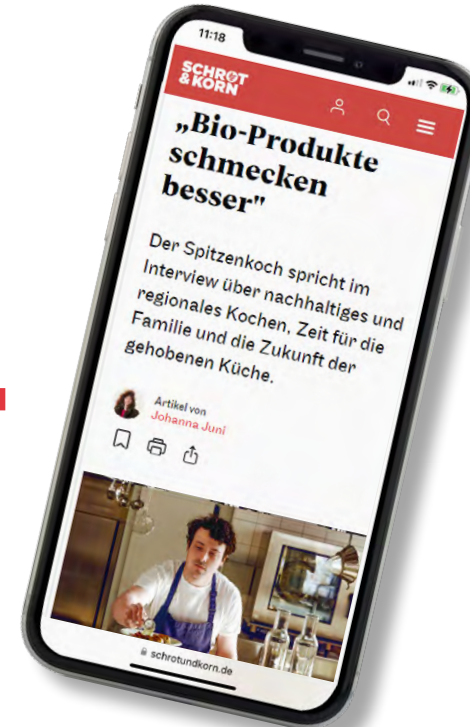 11:18
SCHROT
& KORN
„Bio-Produkte
schmecken
besser"
Der Spitzenkoch spricht im
Interview über nachhaltiges und
regionales Kochen, Zeit für die
Familie und die Zukunft der
gehobenen Küche.
Artikel von
Johanna Juni
schrotundkorn.de